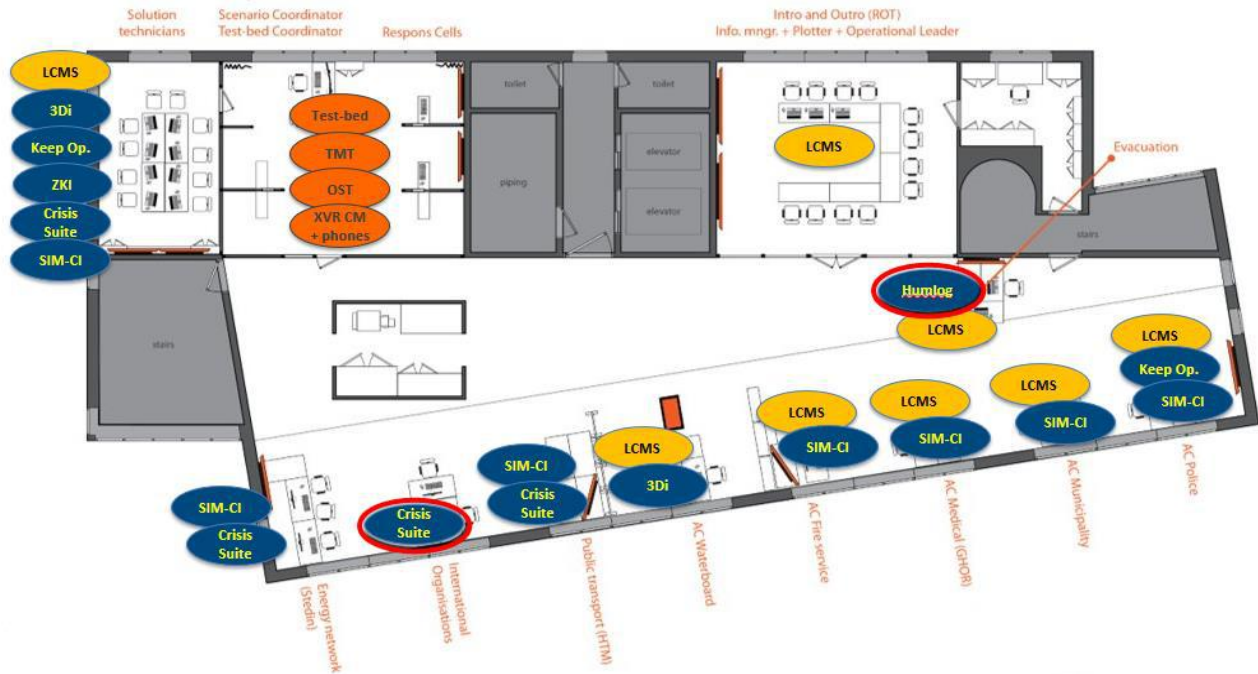 Solution
technicians
Scenario Coordinator
Test-bed Coordinator
Respons Cells
Intro and Outro (ROT)
Info. mngr. + Plotter + Operational Leader
LCMS
3Di
Keep Op.
ZKI
Crisis
Suite
SIM-CI
Test-bed
TMT
OST
XVR CM
+ phones
toilet
piping
toilet
elevator
elevator
LCMS
Evacuation
stairs
stairs
Humlog
LCMS
LCMS
Keep Op.
SIM-CI
LCMS
SIM-CI
LCMS
SIM-CI
LCMS
SIM-CI
LCMS
3Di
SIM-CI
Crisis
Suite
Crisis
Suite
SIM-CI
Crisis
Suite
Energy network
(Stedin)
International
Organisations
Public transport (HTM)
AC Waterboard
AC Fire service
AC Medical (GHOR)
AC Municipality
AC Police